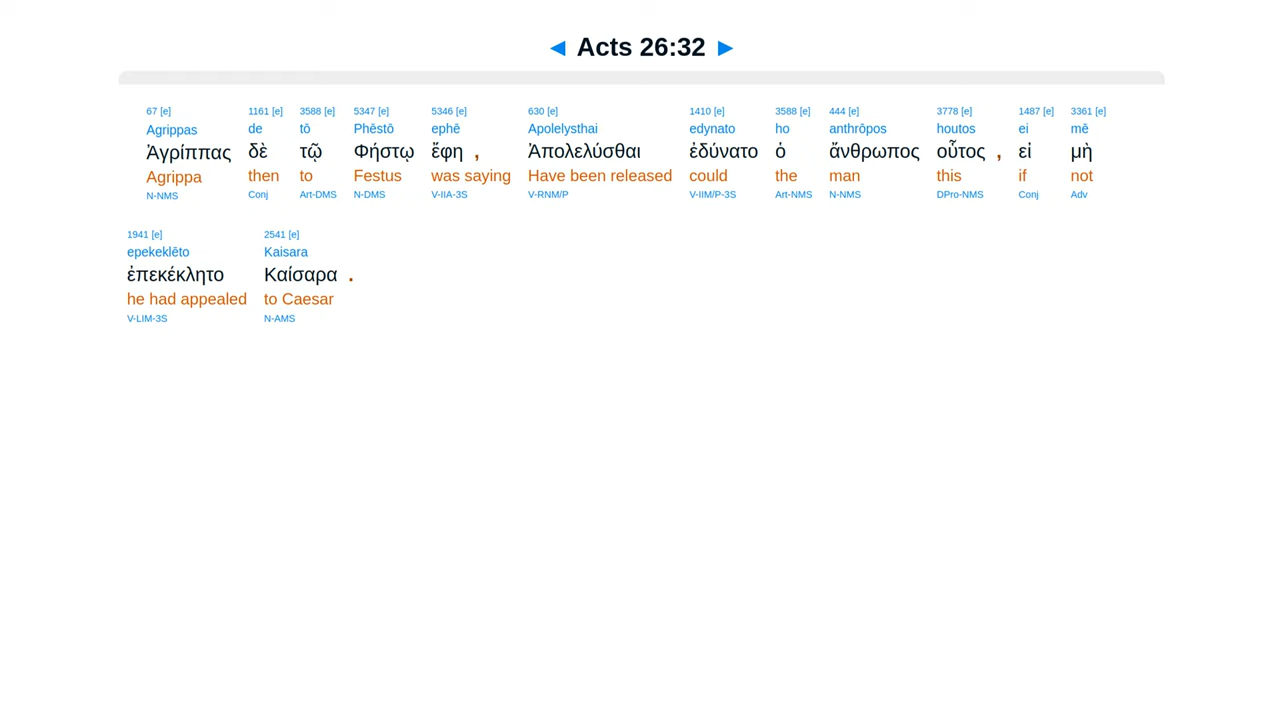 ◄ Acts 26:32 ►
67 [e] 1161 [e] 3588 [e] 5347 [e] 5346 [e] 630 [e] 1410 [e] 3588 [e] 444 [e] 3778 [e] 1487 [e] 3361 [e]
Agrippas de tō Phēstō ephē Apolelysthai edynato ho anthrōpos houtos ei mē
Ἀγρίππας δὲ τῷ Φήστῳ ἔφη , Ἀπολελύσθαι ἐδύνατο ὁ ἄνθρωπος οὗτος , εἰ μὴ
Agrippa then to Festus was saying Have been released could the man this if not
N-NMS Conj Art-DMS N-DMS V-IIA-3S V-RNM/P V-IIM/P-3S Art-NMS N-NMS DPro-NMS Conj Adv
1941 [e] 2541 [e]
epekeklēto Kaisara
ἐπεκέκλητο Καίσαρα .
he had appealed to Caesar
V-LIM-3S N-AMS